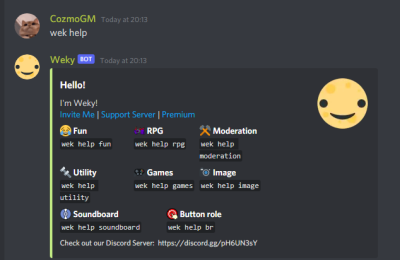 CozmoGM Today at 20:13
wek help
Weky BOT Today at 20:13
Hello!
I'm Weky!
Invite Me | Support Server | Premium
Fun RPG Moderation
wek help fun wek help rpg wek help
moderation
Utility Games Image
wek help wek help games wek help image
utility
Soundboard Button role
wek help soundboard wek help br
Check out our Discord Server: https://discord.gg/pH6UN3sY